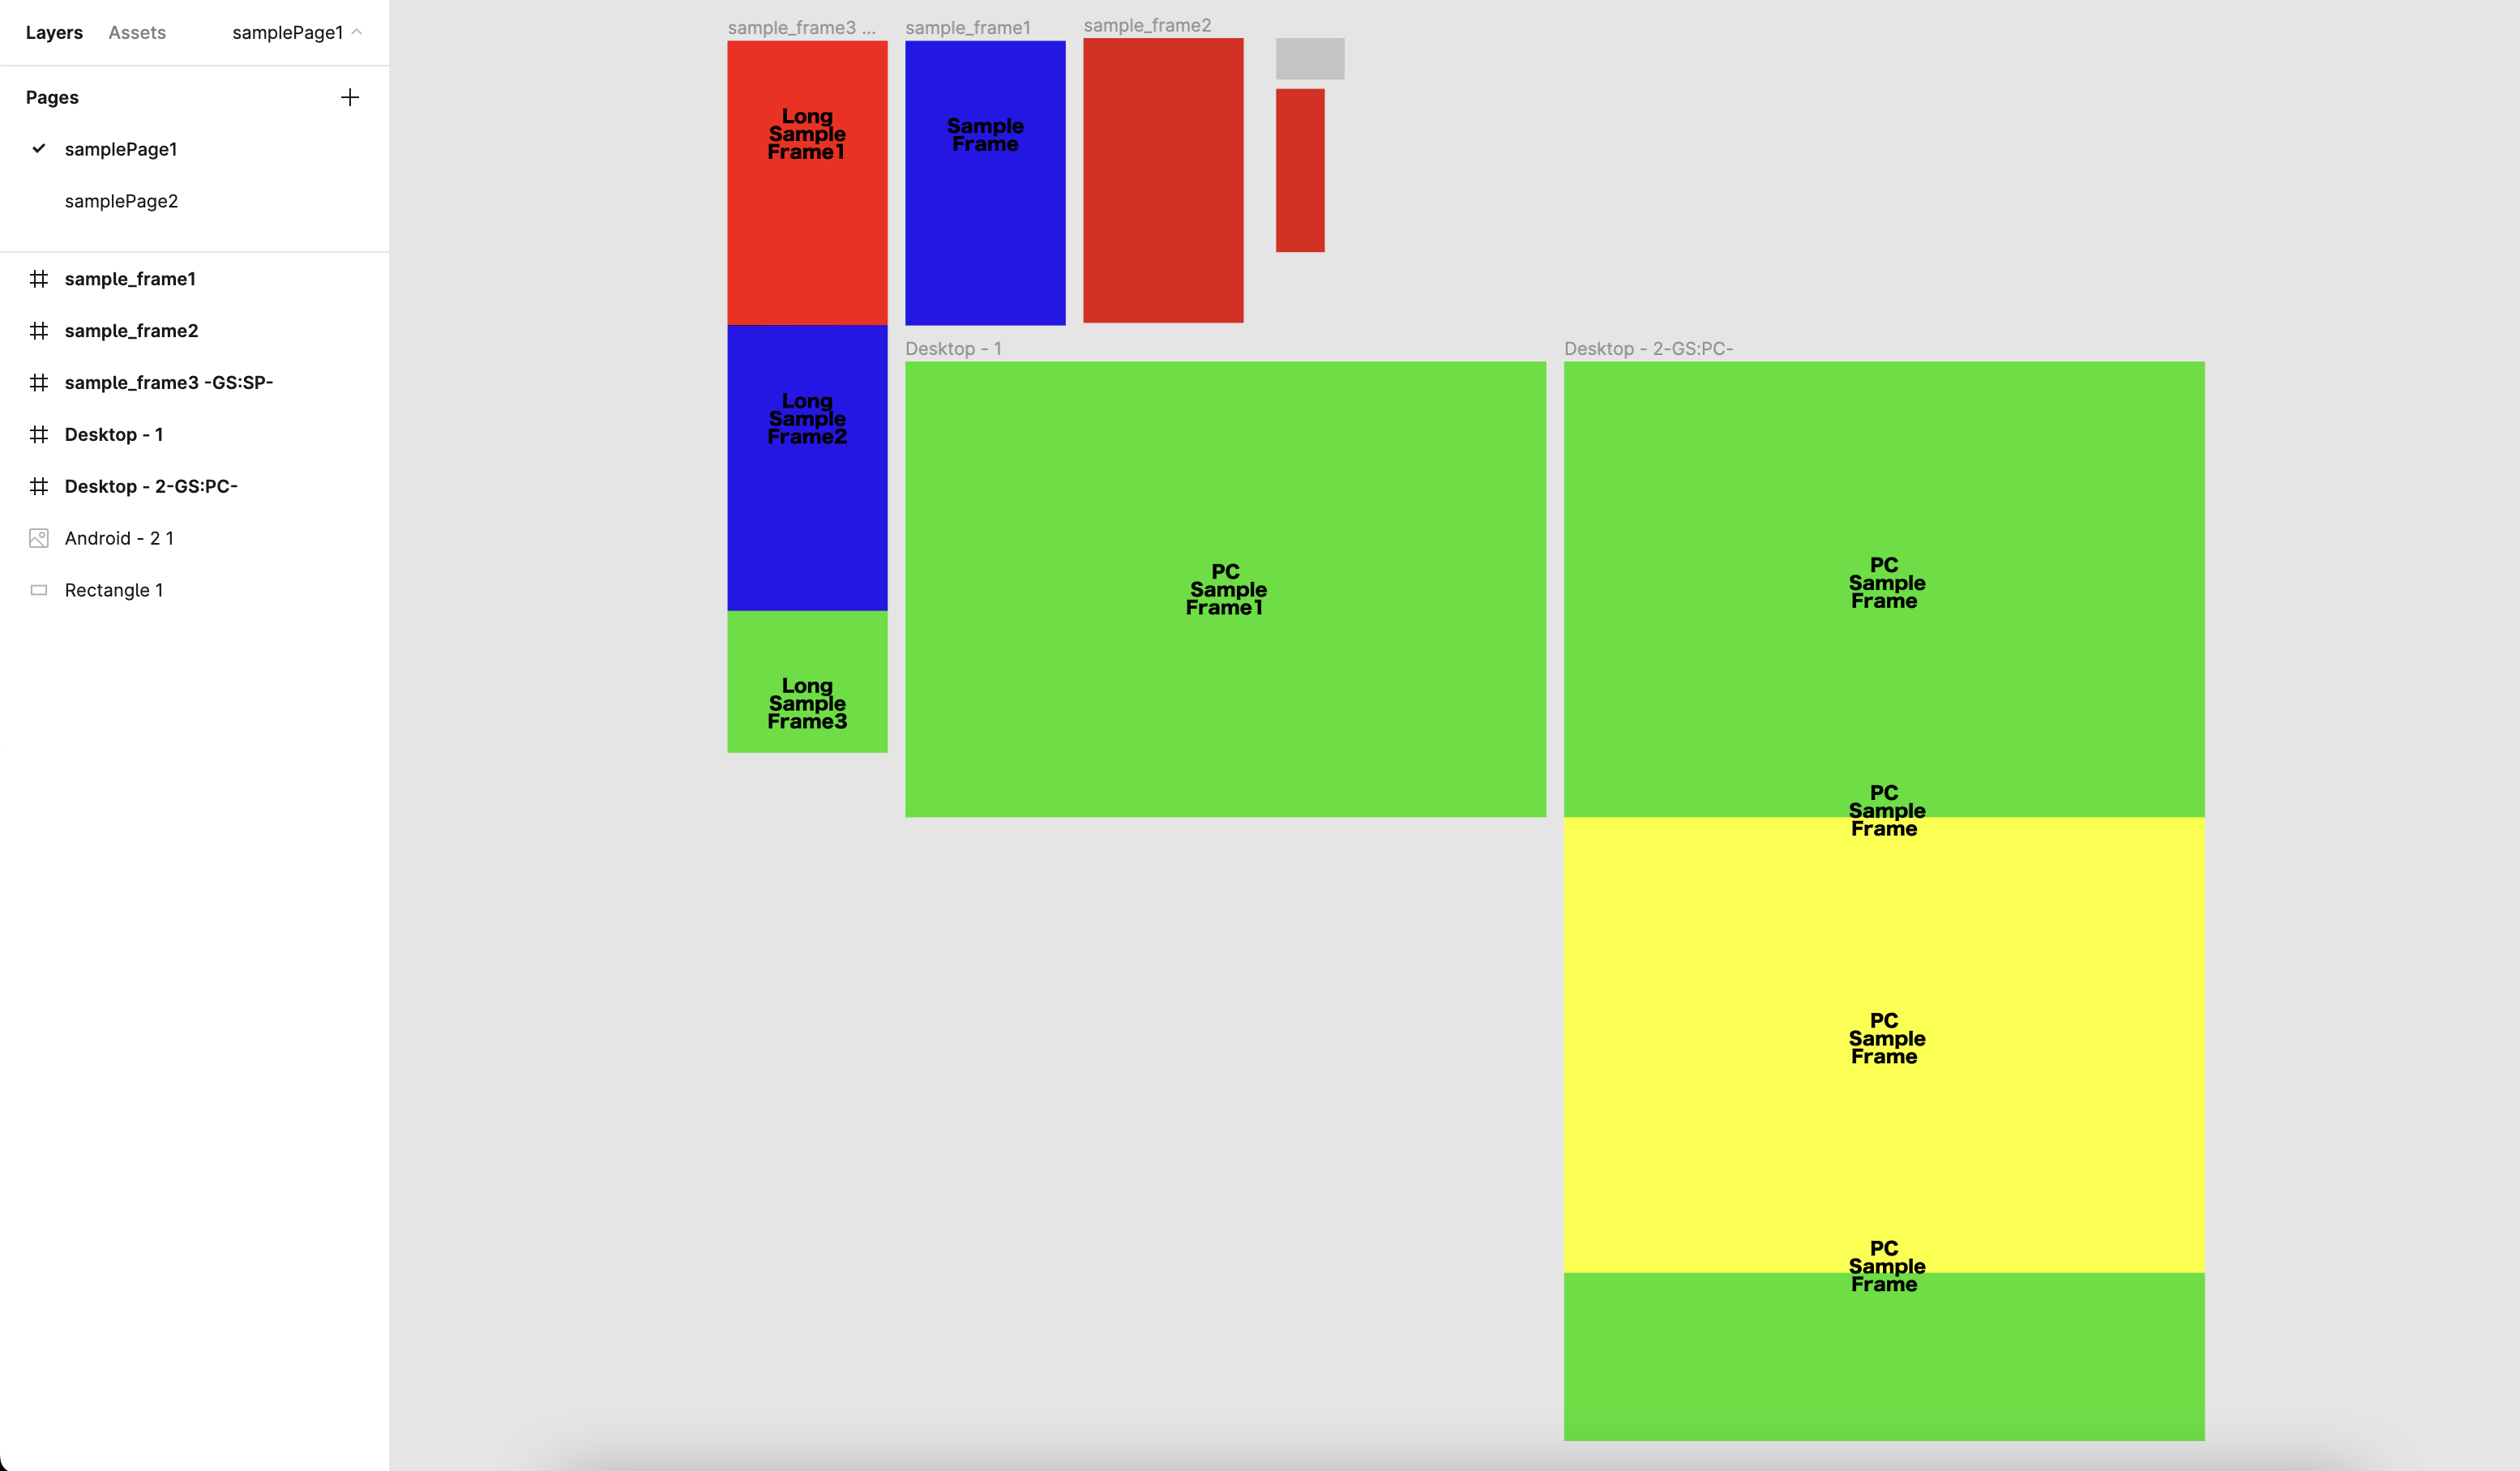 Layers Assets samplePage1
Pages
samplePage1
samplePage2
sample_frame1
sample_frame2
sample_frame3 -GS:SP-
Desktop - 1
Desktop - 2-GS:PC-
Android - 2 1
Rectangle 1
sample_frame3 ...
Long
Sample
Frame1
Long
Sample
Frame2
Long
Sample
Frame3
sample_frame1
Sample
Frame
sample_frame2
Desktop - 1
PC
Sample
Frame1
Desktop - 2-GS:PC-
PC
Sample
Frame
PC
Sample
Frame
PC
Sample
Frame
PC
Sample
Frame